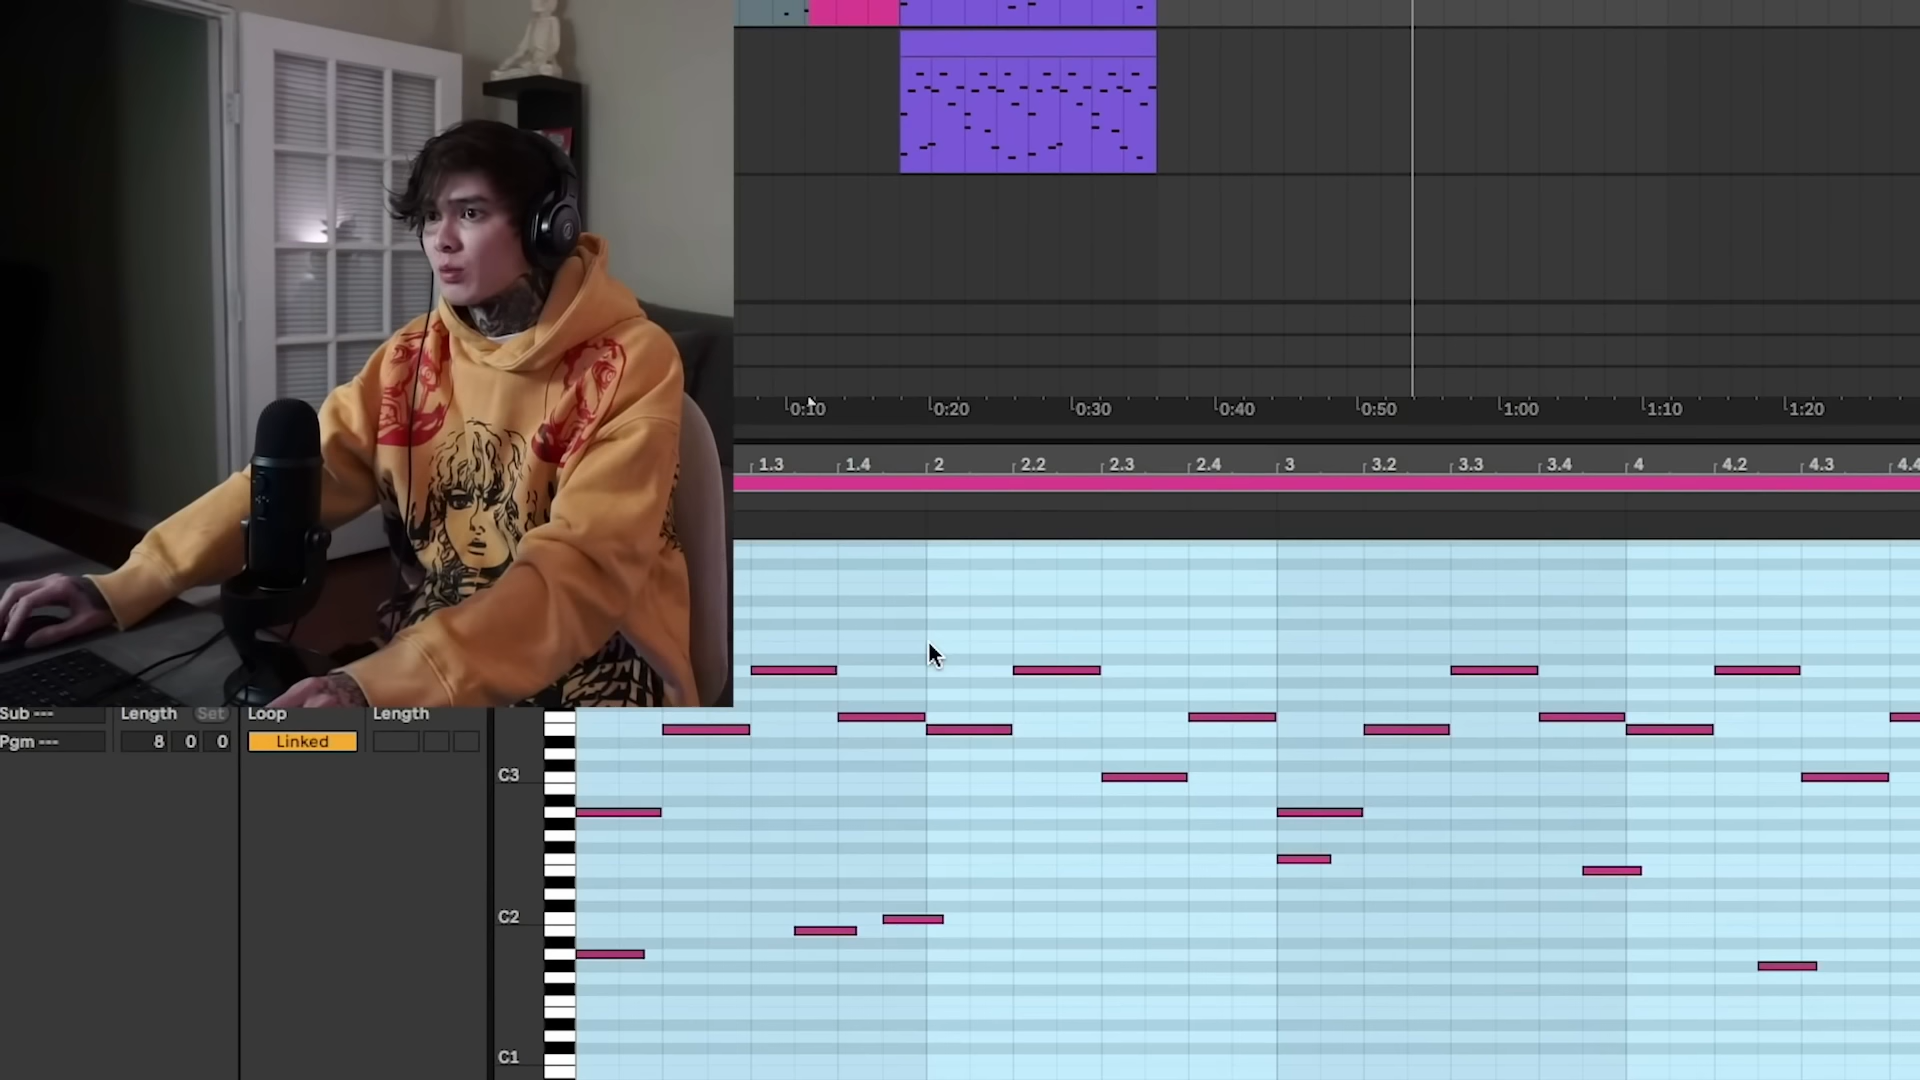 0:10 0:20 0:30 0:40 0:50 1:00 1:10 1:20
1.3 1.4 2 2.2 2.3 2.4 3 3.2 3.3 3.4 4 4.2 4.3 4.4
Sub --- Length Set Loop Length
Pgm --- 8 0 0 Linked
C3
C2
C1